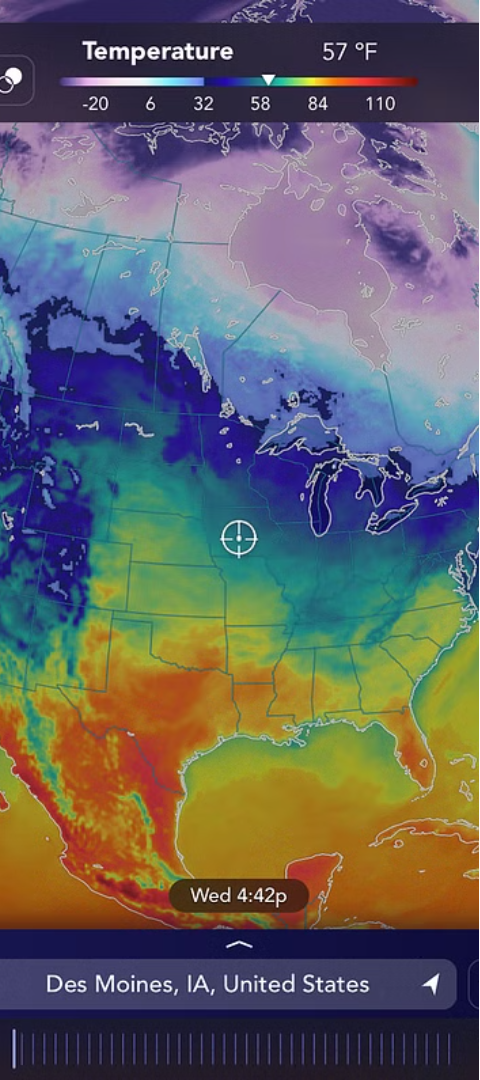 Temperature 57 °F
-20 6 32 58 84 110
Wed 4:42p
Des Moines, IA, United States